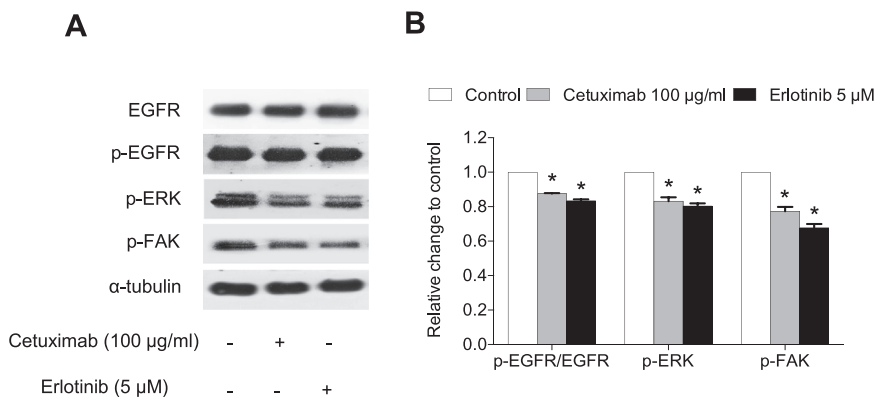 A
EGFR
p-EGFR
p-ERK
p-FAK
α-tubulin
Cetuximab (100 µg/ml) - + -
Erlotinib (5 µM) - - +
B
Control Cetuximab 100 µg/ml Erlotinib 5 µM
Relative change to control
1.2
1.0
0.8
0.6
0.4
0.2
0.0
* * * * * *
p-EGFR/EGFR p-ERK p-FAK